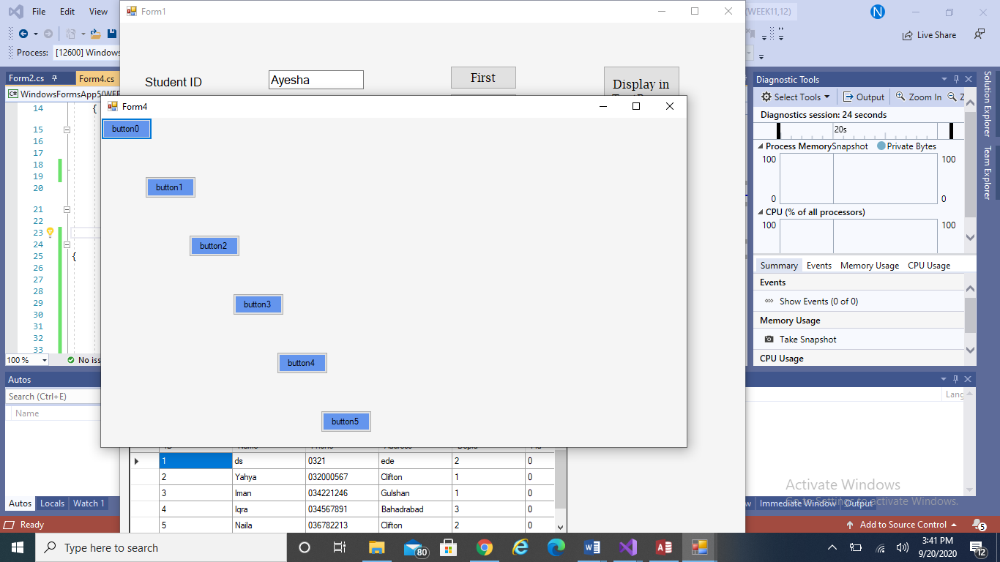 File Edit View
Form1
(WEEK11,12)
N
Live Share
Process: [12600] Windows
Form2.cs Form4.cs
WindowsFormsApp5(WEE
Student ID Ayesha First Display in
Form4
button0
button1
button2
button3
button4
button5
14 {
15
16
17
18
19
20
21
22
23
24
25 {
26
27
28
29
30
31
32
33
100 % No iss
Diagnostic Tools
Select Tools Output Zoom In Z
Diagnostics session: 24 seconds
20s
Process Memory Snapshot Private Bytes
100 100
0 0
CPU (% of all processors)
100 100
Summary Events Memory Usage CPU Usage
Events
Show Events (0 of 0)
Memory Usage
Take Snapshot
CPU Usage
Solution Explorer
Team Explorer
Autos
Search (Ctrl+E)
Name
Lang
1 ds 0321 ede 2 0
2 Yahya 032000567 Clifton 1 0
3 Iman 034221246 Gulshan 1 0
4 Iqra 034567891 Bahadrabad 3 0
5 Naila 036782213 Clifton 2 0
Autos Locals Watch 1
Immediate Window Output
Activate Windows
Go to Settings to activate Windows.
Ready
Add to Source Control
5
Type here to search
80
3:41 PM
9/20/2020
12